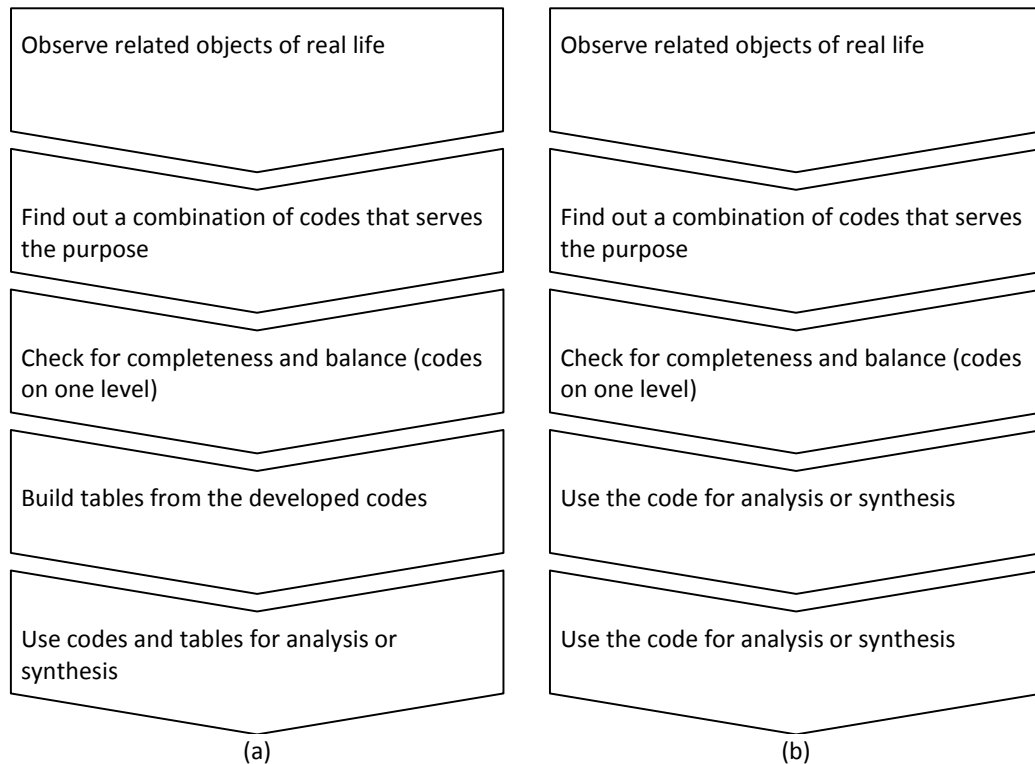 Observe related objects of real life
Find out a combination of codes that serves
the purpose
Check for completeness and balance (codes
on one level)
Build tables from the developed codes
Use codes and tables for analysis or
synthesis
(a)
Observe related objects of real life
Find out a combination of codes that serves
the purpose
Check for completeness and balance (codes
on one level)
Use the code for analysis or synthesis
Use the code for analysis or synthesis
(b)